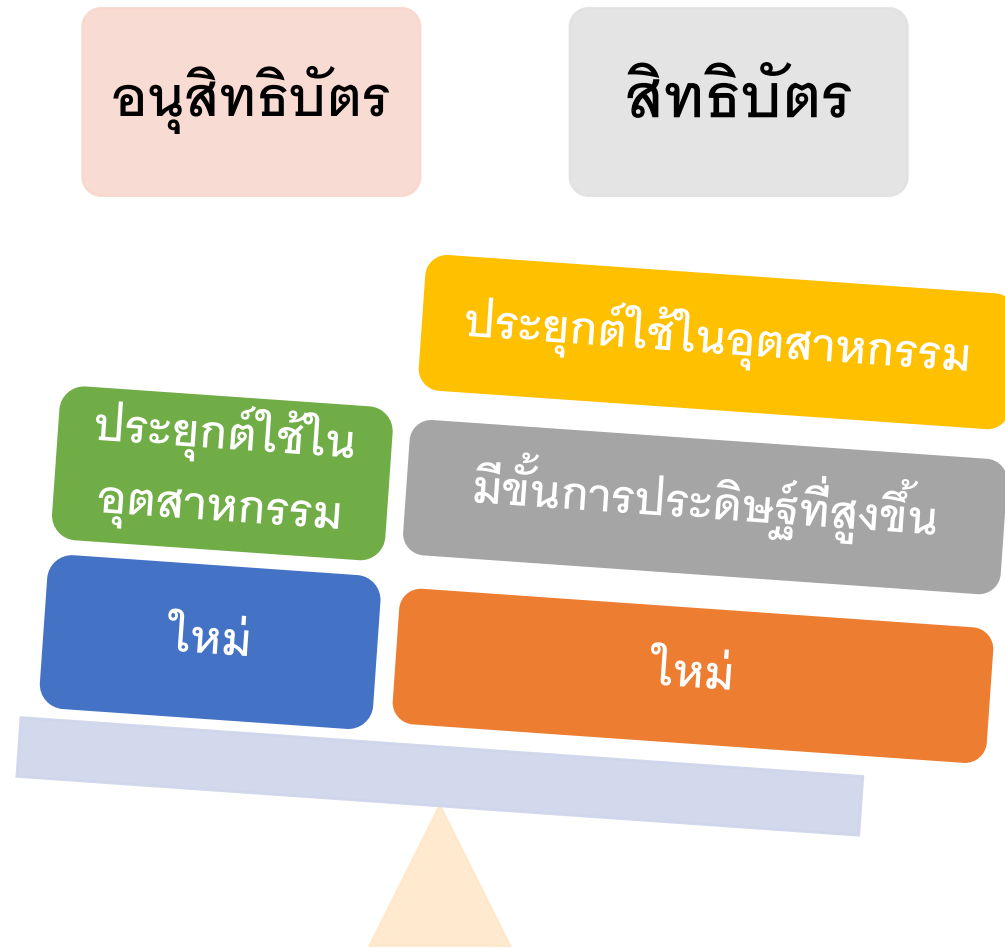 อนุสิทธิบัตร
สิทธิบัตร
ประยุกต์ใช้ใน
อุตสาหกรรม
ใหม่
ประยุกต์ใช้ในอุตสาหกรรม
มีขั้นการประดิษฐ์ที่สูงขึ้น
ใหม่